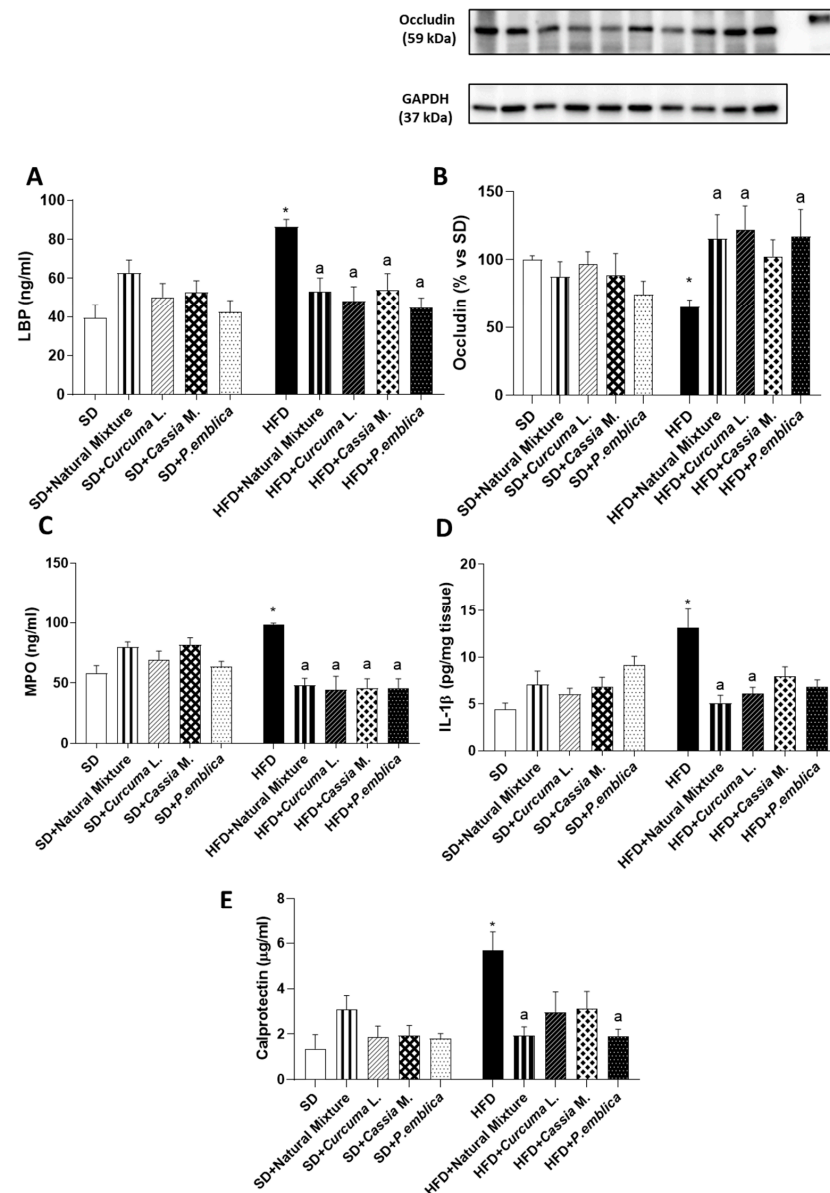 Occludin
(59 kDa)
GAPDH
(37 kDa)
A
LBP (ng/ml)
100
80
60
40
20
0
*
a
a
a
a
SD
SD+Natural Mixture
SD+Curcuma L.
SD+Cassia M.
SD+P.emblica
HFD
HFD+Natural Mixture
HFD+Curcuma L.
HFD+Cassia M.
HFD+P.emblica
B
Occludin (% vs SD)
150
100
50
0
*
a
a
a
SD
SD+Natural Mixture
SD+Curcuma L.
SD+Cassia M.
SD+P.emblica
HFD
HFD+Natural Mixture
HFD+Curcuma L.
HFD+Cassia M.
HFD+P.emblica
C
MPO (ng/ml)
150
100
50
0
*
a
a
a
a
SD
SD+Natural Mixture
SD+Curcuma L.
SD+Cassia M.
SD+P.emblica
HFD
HFD+Natural Mixture
HFD+Curcuma L.
HFD+Cassia M.
HFD+P.emblica
D
IL-1β (pg/mg tissue)
20
15
10
5
0
*
a
a
SD
SD+Natural Mixture
SD+Curcuma L.
SD+Cassia M.
SD+P.emblica
HFD
HFD+Natural Mixture
HFD+Curcuma L.
HFD+Cassia M.
HFD+P.emblica
E
Calprotectin (µg/ml)
8
6
4
2
0
*
a
a
SD
SD+Natural Mixture
SD+Curcuma L.
SD+Cassia M.
SD+P.emblica
HFD
HFD+Natural Mixture
HFD+Curcuma L.
HFD+Cassia M.
HFD+P.emblica